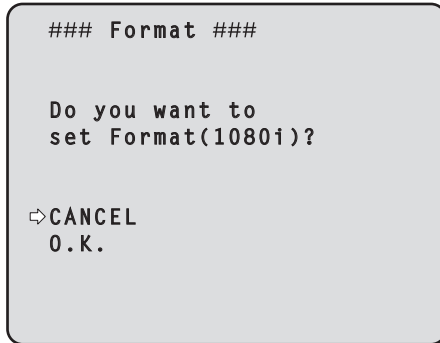 ### Format ###
Do you want to
set Format(1080i)?
⇨CANCEL
O.K.